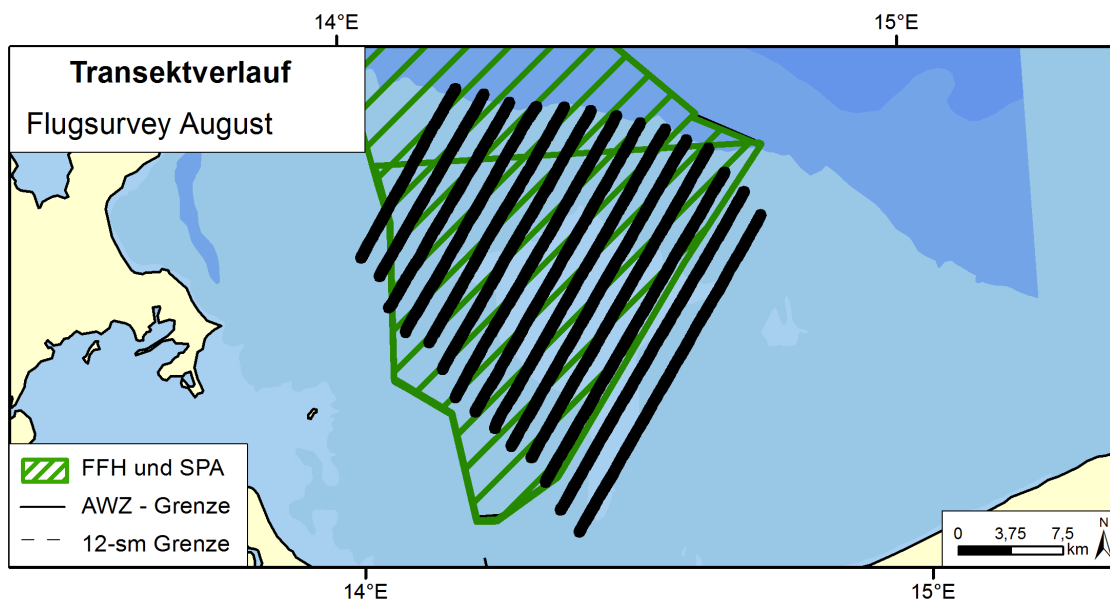 14°E 15°E
Transektverlauf
Flugsurvey August
FFH und SPA
AWZ - Grenze
12-sm Grenze
0 3,75 7,5
km
N
14°E 15°E